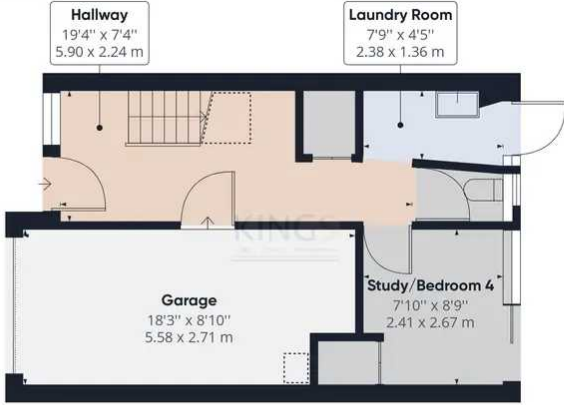 Hallway
19'4" x 7'4"
5.90 x 2.24 m
Laundry Room
7'9" x 4'5"
2.38 x 1.36 m
KINGS
Study/Bedroom 4
7'10" x 8'9"
2.41 x 2.67 m
Garage
18'3" x 8'10"
5.58 x 2.71 m